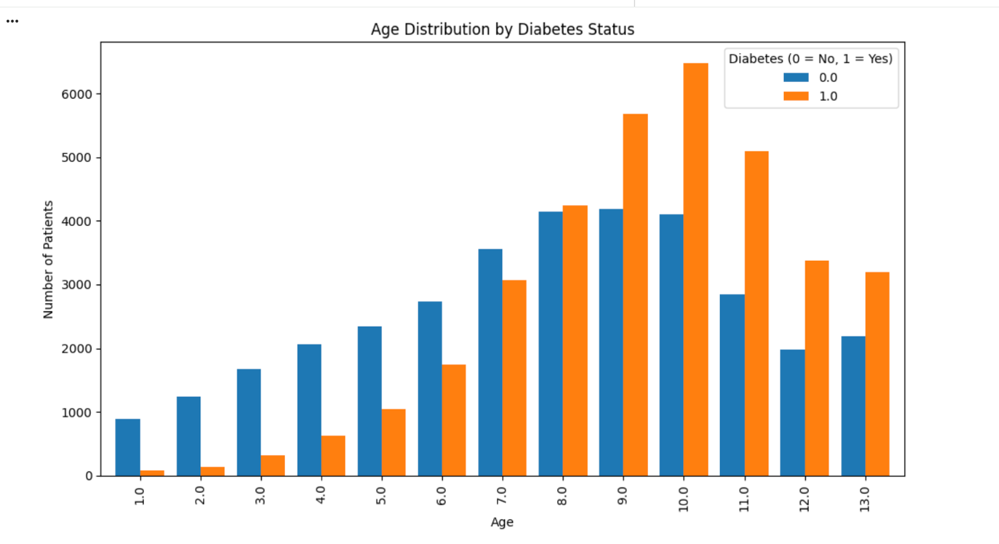 ...
Age Distribution by Diabetes Status
Diabetes (0 = No, 1 = Yes)
0.0
1.0
Number of Patients
6000
5000
4000
3000
2000
1000
0
1.0 2.0 3.0 4.0 5.0 6.0 7.0 8.0 9.0 10.0 11.0 12.0 13.0
Age